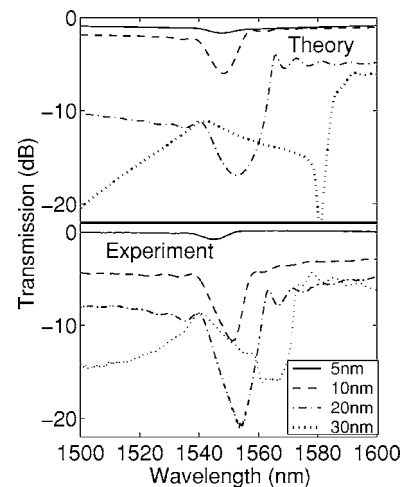 0
Theory
-10
-20
Transmission (dB)
0
Experiment
-10
-20
5nm
10nm
20nm
30nm
1500 1520 1540 1560 1580 1600
Wavelength (nm)